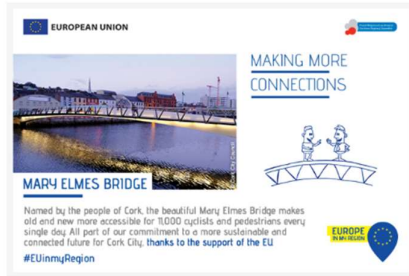 EUROPEAN UNION
MAKING MORE
CONNECTIONS
MARY ELMES BRIDGE
Named by the people of Cork, the beautiful Mary Elmes Bridge makes
old and new more accessible for 11,000 cyclists and pedestrians every
single day. All part of our commitment to a more sustainable and
connected future for Cork City, thanks to the support of the EU
#EUinmyRegion
EUROPE
IN MY REGION